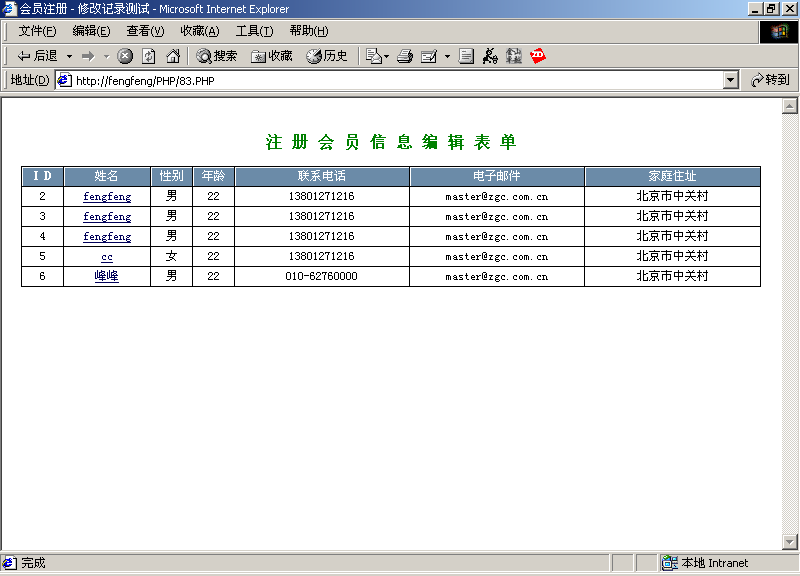 会员注册 - 修改记录测试 - Microsoft Internet Explorer
文件(F) 编辑(E) 查看(V) 收藏(A) 工具(T) 帮助(H)
后退 搜索 收藏 历史
地址(D) http://fengfeng/PHP/83.PHP 转到
注册会员信息编辑表单
ID 姓名 性别 年龄 联系电话 电子邮件 家庭住址
2 fengfeng 男 22 13801271216 master@zgc.com.cn 北京市中关村
3 fengfeng 男 22 13801271216 master@zgc.com.cn 北京市中关村
4 fengfeng 男 22 13801271216 master@zgc.com.cn 北京市中关村
5 cc 女 22 13801271216 master@zgc.com.cn 北京市中关村
6 峰峰 男 22 010-62760000 master@zgc.com.cn 北京市中关村
完成 本地 Intranet